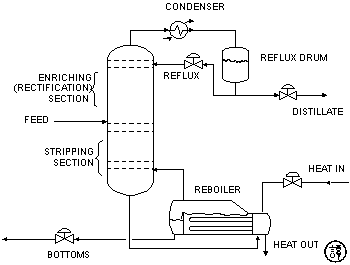 CONDENSER
REFLUX DRUM
ENRICHING
(RECTIFICATION)
SECTION
REFLUX
DISTILLATE
FEED
STRIPPING
SECTION
HEAT IN
REBOILER
HEAT OUT
BOTTOMS